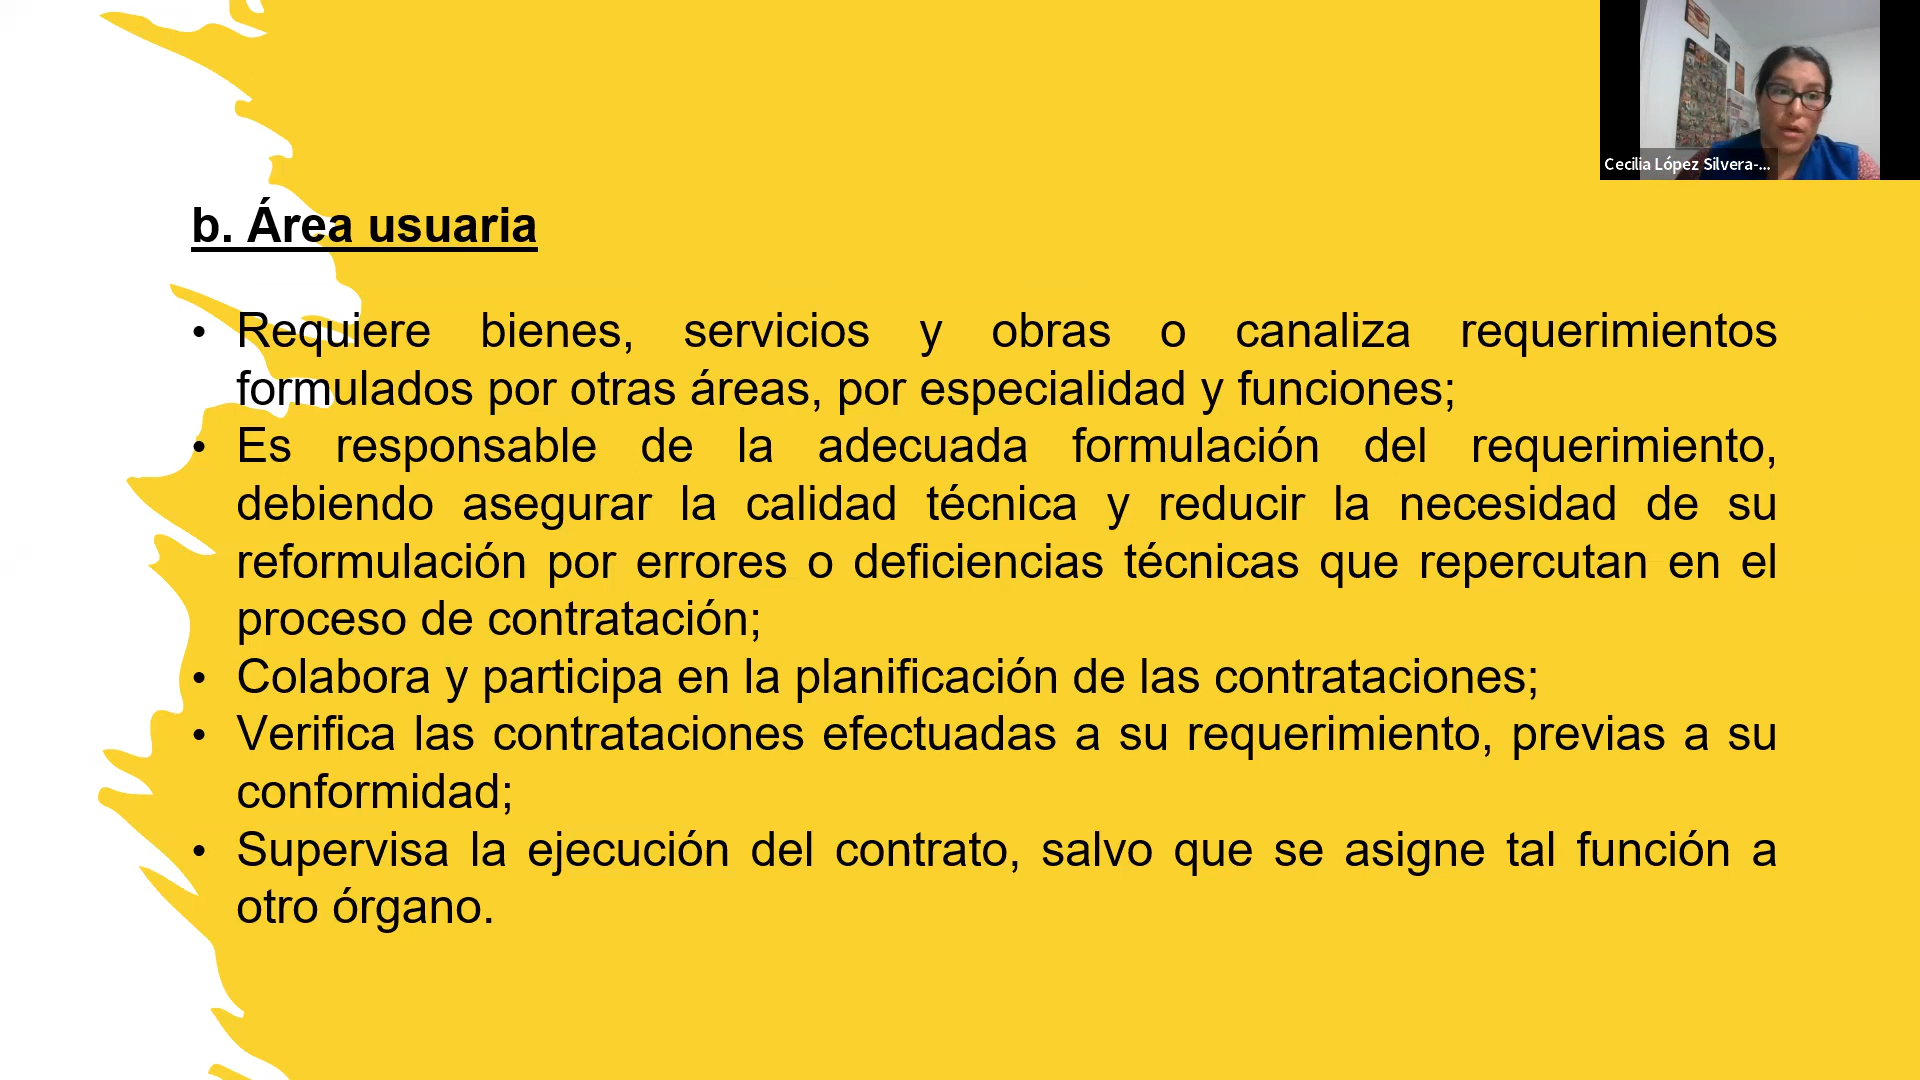 Cecilia López Silvera-...
b. Área usuaria
• Requiere bienes, servicios y obras o canaliza requerimientos
formulados por otras áreas, por especialidad y funciones;
• Es responsable de la adecuada formulación del requerimiento,
debiendo asegurar la calidad técnica y reducir la necesidad de su
reformulación por errores o deficiencias técnicas que repercutan en el
proceso de contratación;
• Colabora y participa en la planificación de las contrataciones;
• Verifica las contrataciones efectuadas a su requerimiento, previas a su
conformidad;
• Supervisa la ejecución del contrato, salvo que se asigne tal función a
otro órgano.